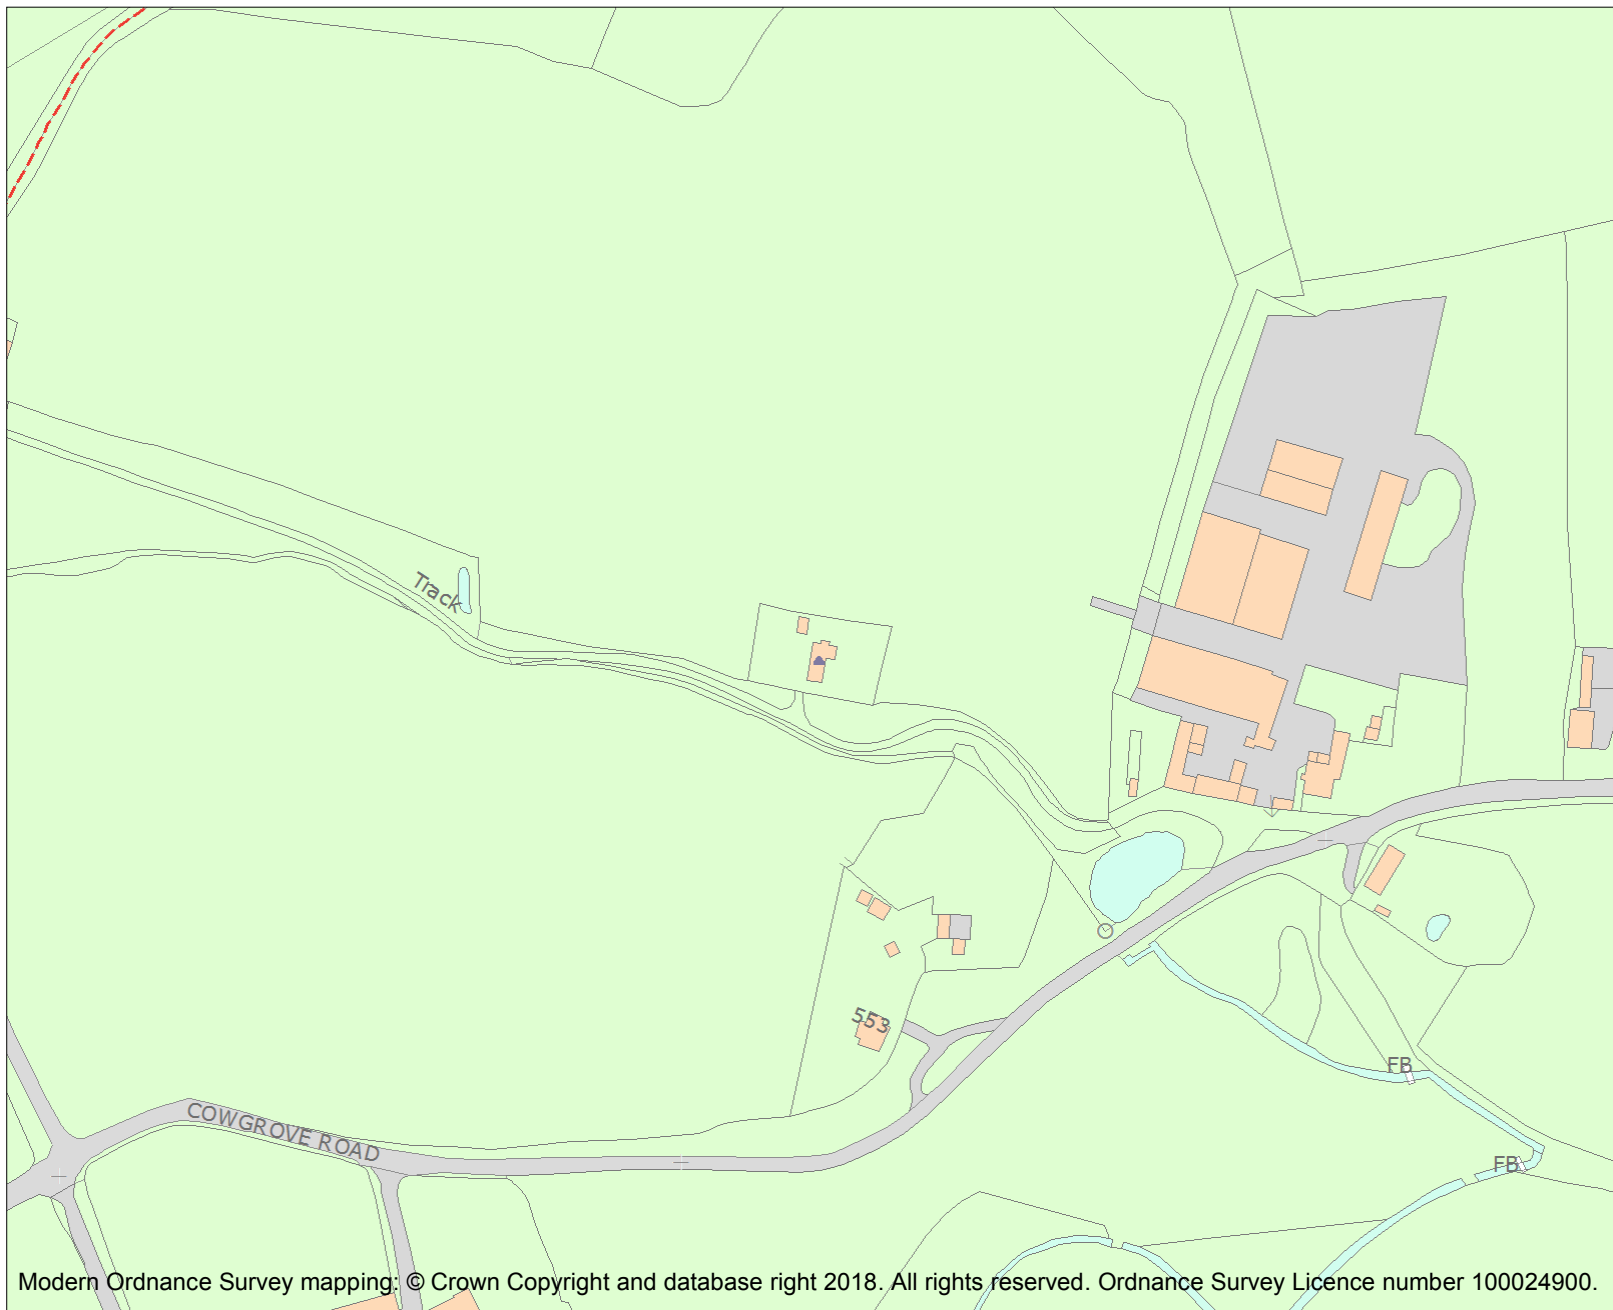 Track
553
FB
COWGROVE ROAD
FB
Modern Ordnance Survey mapping: © Crown Copyright and database right 2018. All rights reserved. Ordnance Survey Licence number 100024900.